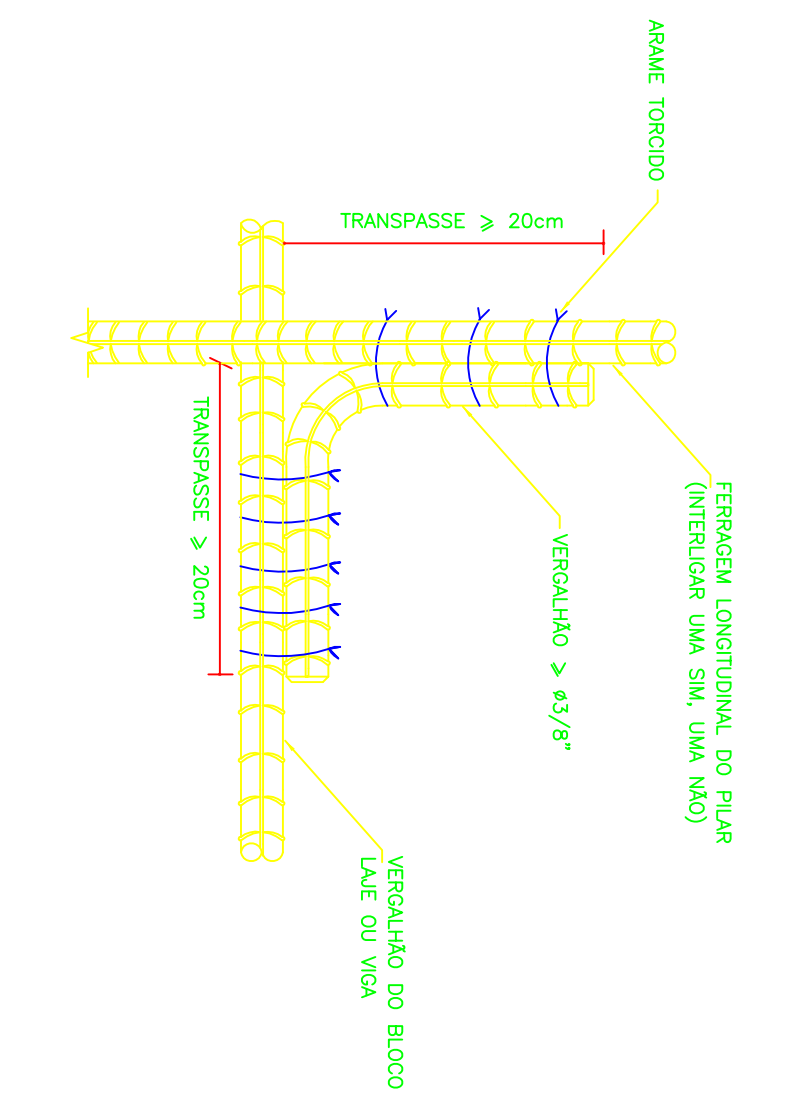 ARAME TORCIDO
TRANSPASSE ⩾ 20cm
FERRAGEM LONGITUDINAL DO PILAR
(INTERLIGAR UMA SIM, UMA NÃO)
VERGALHÃO ⩾ ø3/8"
TRANSPASSE ⩾ 20cm
VERGALHÃO DO BLOCO
LAJE OU VIGA